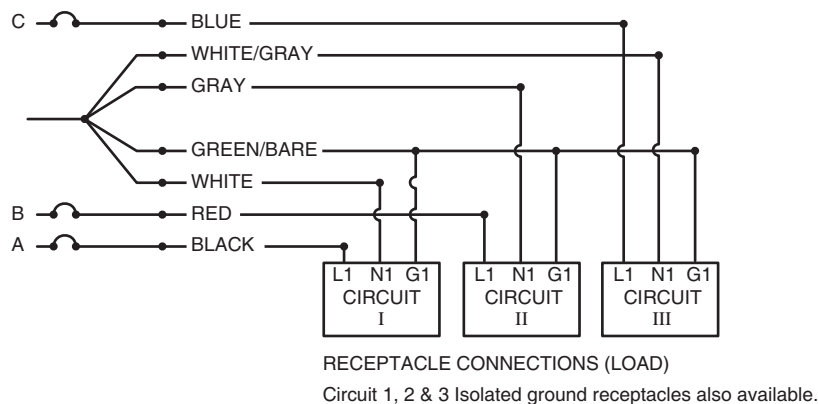 C BLUE
WHITE/GRAY
GRAY
GREEN/BARE
WHITE
B RED
A BLACK
L1 N1 G1 L1 N1 G1 L1 N1 G1
CIRCUIT CIRCUIT CIRCUIT
I II III
RECEPTACLE CONNECTIONS (LOAD)
Circuit 1, 2 & 3 Isolated ground receptacles also available.